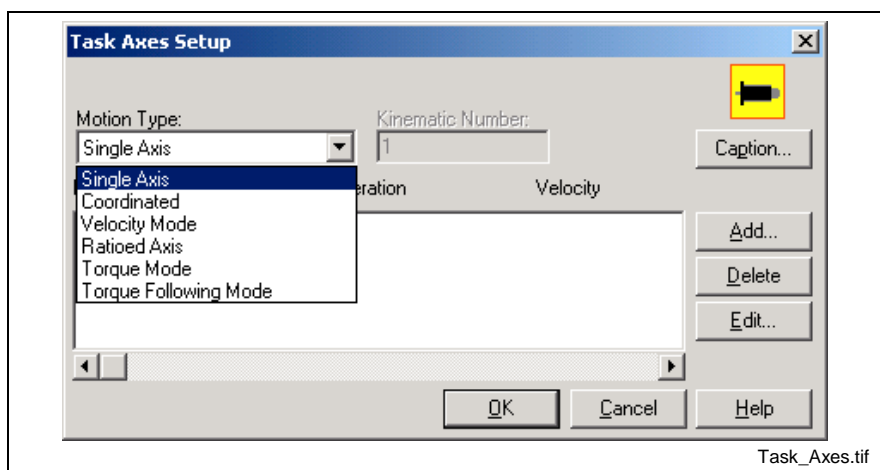 Task Axes Setup
Motion Type:
Kinematic Number:
Single Axis
1
Caption...
Single Axis
Coordinated
Velocity Mode
Ratioed Axis
Torque Mode
Torque Following Mode
Velocity
Add...
Delete
Edit...
OK
Cancel
Help
Task_Axes.tif